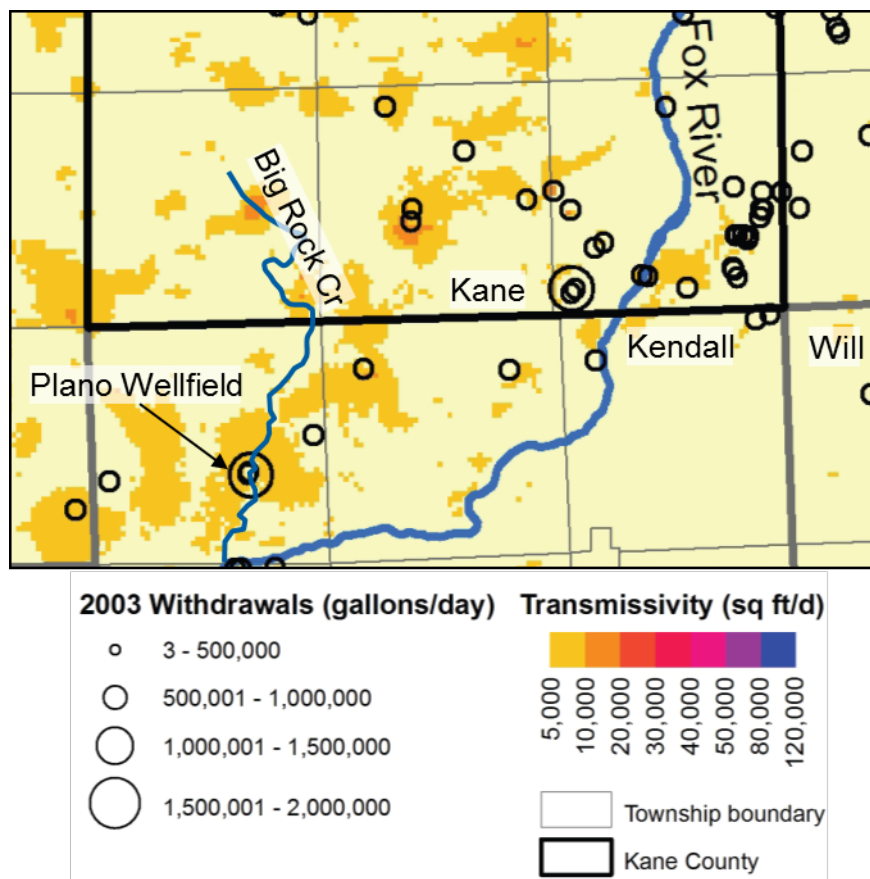 Fox River
Big Rock Cr
Kane
Kendall
Will
Plano Wellfield
2003 Withdrawals (gallons/day)
3 - 500,000
500,001 - 1,000,000
1,000,001 - 1,500,000
1,500,001 - 2,000,000
Transmissivity (sq ft/d)
5,000
10,000
20,000
30,000
40,000
50,000
80,000
120,000
Township boundary
Kane County